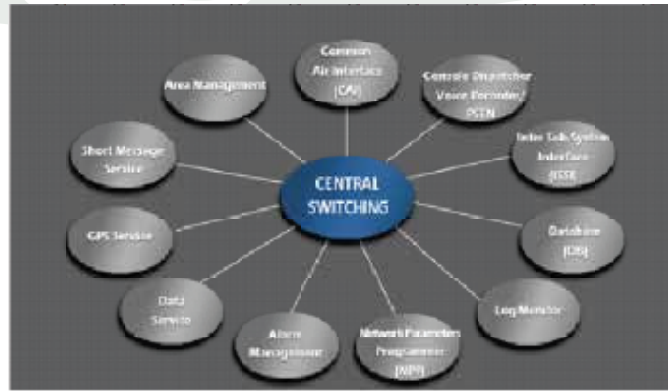 Common
Air Interface
(CAI)
Console Dispatcher
Voice Recorder/
PSTN
Inter Sub-System
Interface
(ISSI)
Database
Log Monitor
Network Parameters
Programmer
(NPP)
Alarm
Management
Data
Service
GPS Service
Short Message
Service
Area Management
CENTRAL
SWITCHING